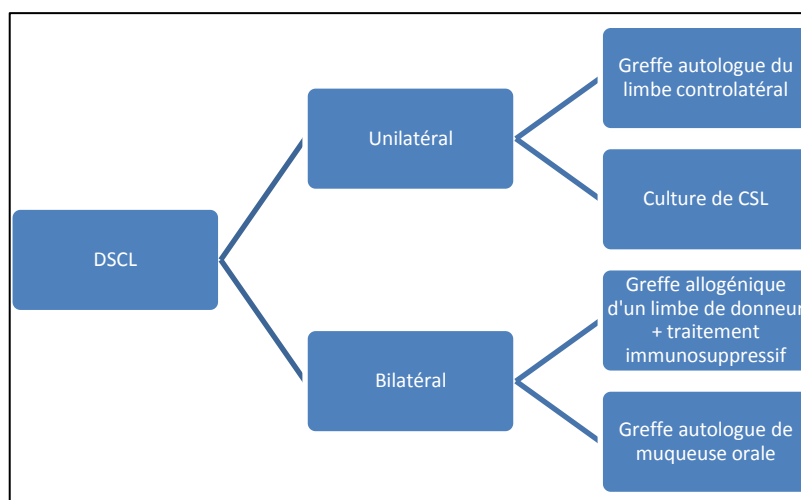 DSCL
Unilatéral
Greffe autologue du
limbe controlatéral
Culture de CSL
Bilatéral
Greffe allogénique
d'un limbe de donneur
+ traitement
immunosuppressif
Greffe autologue de
muqueuse orale